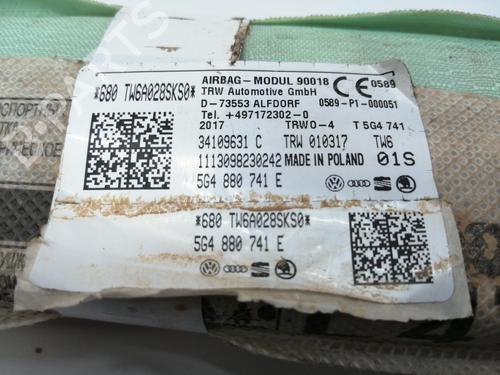 *680 TW6A028SKS0*
AIRBAG-MODUL 90018 CE 0589
TRW Automotive GmbH
D-73553 ALFDORF 0589-P1-000051
Tel. +497172302-0
2017 TRWO-4 T 5G4 741
34109631 C TRW 010317 TW6
1113098230242 MADE IN POLAND 01S
5G4 880 741 E
*680 TW6A028SKS0*
5G4 880 741 E